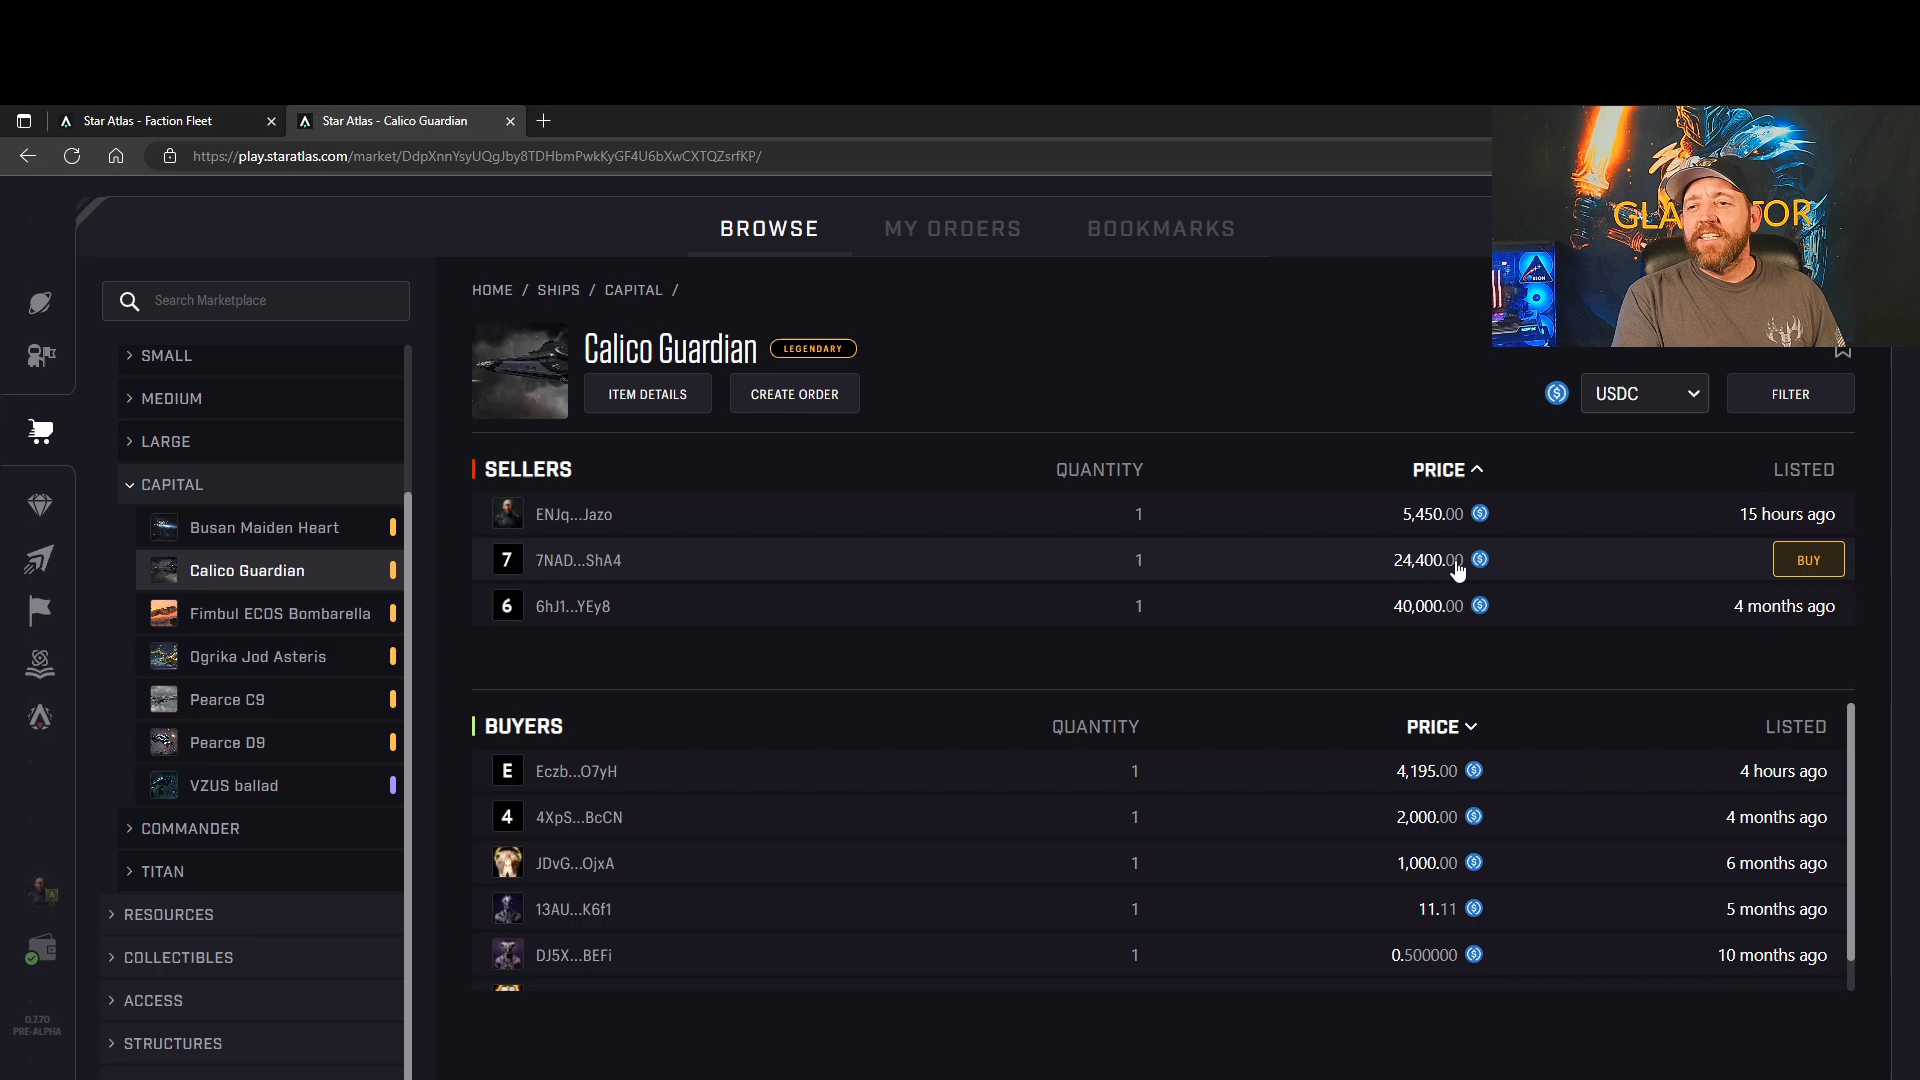 Star Atlas - Faction Fleet
Star Atlas - Calico Guardian
https://play.staratlas.com/market/DdpXnnYsyUQgJby8TDHbmPwkKyGF4U6bXwCXTQZsrfKP/
GLA
TOR
ORION
BROWSE
MY ORDERS
BOOKMARKS
Search Marketplace
HOME / SHIPS / CAPITAL /
Calico Guardian LEGENDARY
ITEM DETAILS
CREATE ORDER
USDC
FILTER
SMALL
MEDIUM
LARGE
CAPITAL
Busan Maiden Heart
Calico Guardian
Fimbul ECOS Bombarella
Ogrika Jod Asteris
Pearce C9
Pearce D9
VZUS ballad
COMMANDER
TITAN
RESOURCES
COLLECTIBLES
ACCESS
STRUCTURES
0.7.70
PRE-ALPHA
SELLERS QUANTITY PRICE LISTED
ENJq...Jazo 1 5,450.00 15 hours ago
7 7NAD...ShA4 1 24,400.00 BUY
6 6hJ1...YEy8 1 40,000.00 4 months ago
BUYERS QUANTITY PRICE LISTED
E Eczb...O7yH 1 4,195.00 4 hours ago
4 4XpS...BcCN 1 2,000.00 4 months ago
JDvG...OjxA 1 1,000.00 6 months ago
13AU...K6f1 1 11.11 5 months ago
DJ5X...BEFi 1 0.500000 10 months ago